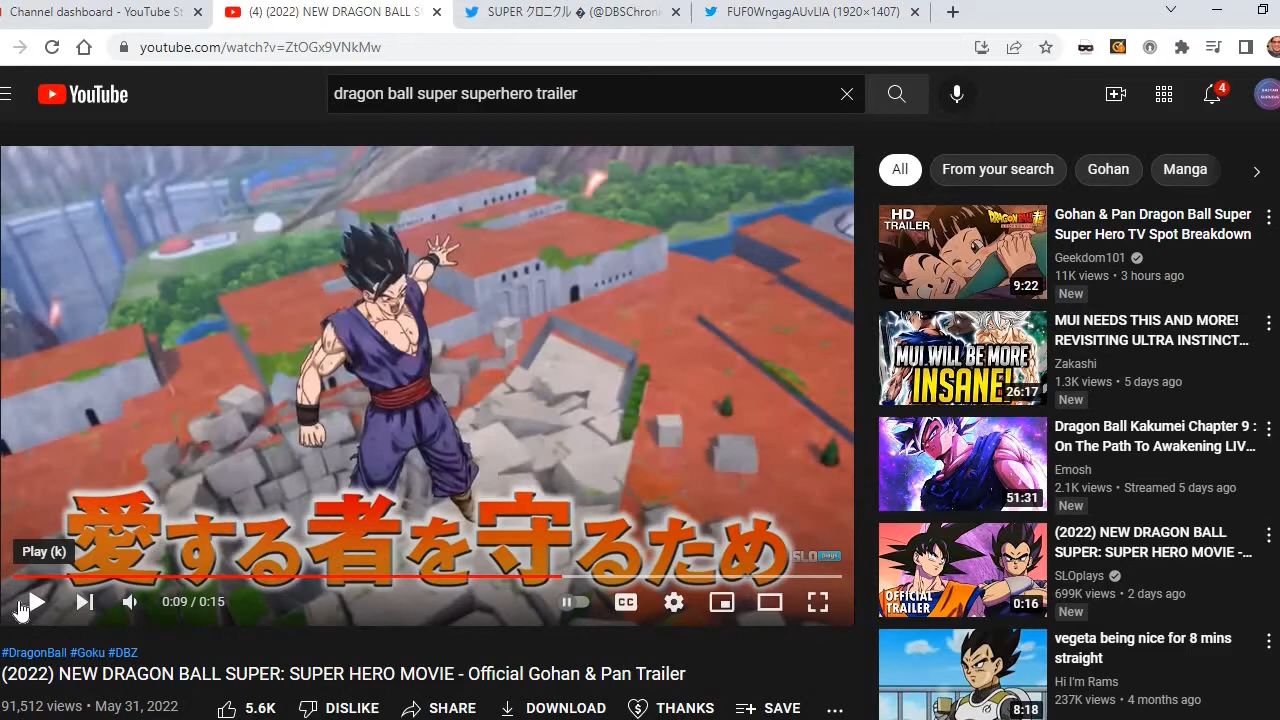 Channel dashboard - YouTube St
(4) (2022) NEW DRAGON BALL S
SUPER クロニクル � (@DBSChroni
FUF0WngagAUvLIA (1920×1407)
youtube.com/watch?v=ZtOGx9VNkMw
YouTube
dragon ball super superhero trailer
4
All
From your search
Gohan
Manga
愛する者を守るため
SLO plays
Play (k)
0:09 / 0:15
CC
#DragonBall #Goku #DBZ
(2022) NEW DRAGON BALL SUPER: SUPER HERO MOVIE - Official Gohan & Pan Trailer
91,512 views • May 31, 2022
5.6K
DISLIKE
SHARE
DOWNLOAD
THANKS
SAVE
HD
TRAILER
DRAGONBALL
9:22
Gohan & Pan Dragon Ball Super
Super Hero TV Spot Breakdown
Geekdom101
11K views • 3 hours ago
New
MUI WILL BE MORE
INSANE!
26:17
MUI NEEDS THIS AND MORE!
REVISITING ULTRA INSTINCT...
Zakashi
1.3K views • 5 days ago
New
51:31
Dragon Ball Kakumei Chapter 9 :
On The Path To Awakening LIV...
Emosh
2.1K views • Streamed 5 days ago
New
OFFICIAL
TRAILER
0:16
(2022) NEW DRAGON BALL
SUPER: SUPER HERO MOVIE -...
SLOplays
699K views • 2 days ago
New
8:18
vegeta being nice for 8 mins
straight
Hi I'm Rams
237K views • 4 months ago